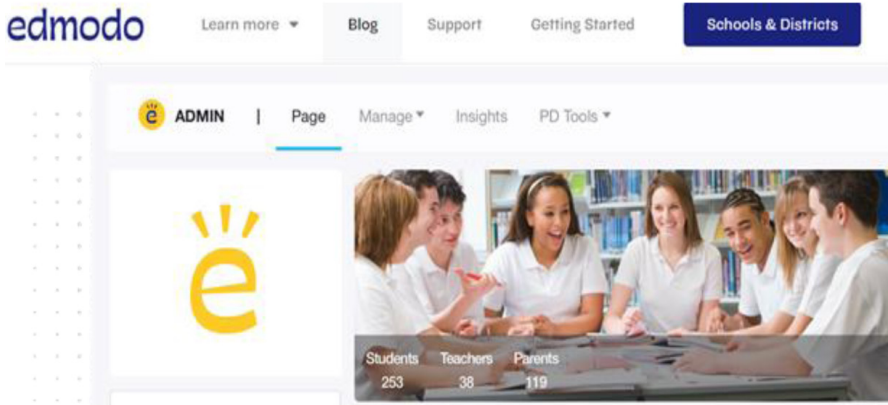 edmodo Learn more Blog Support Getting Started Schools & Districts
ë ADMIN | Page Manage Insights PD Tools
e
Students Teachers Parents
253 38 119